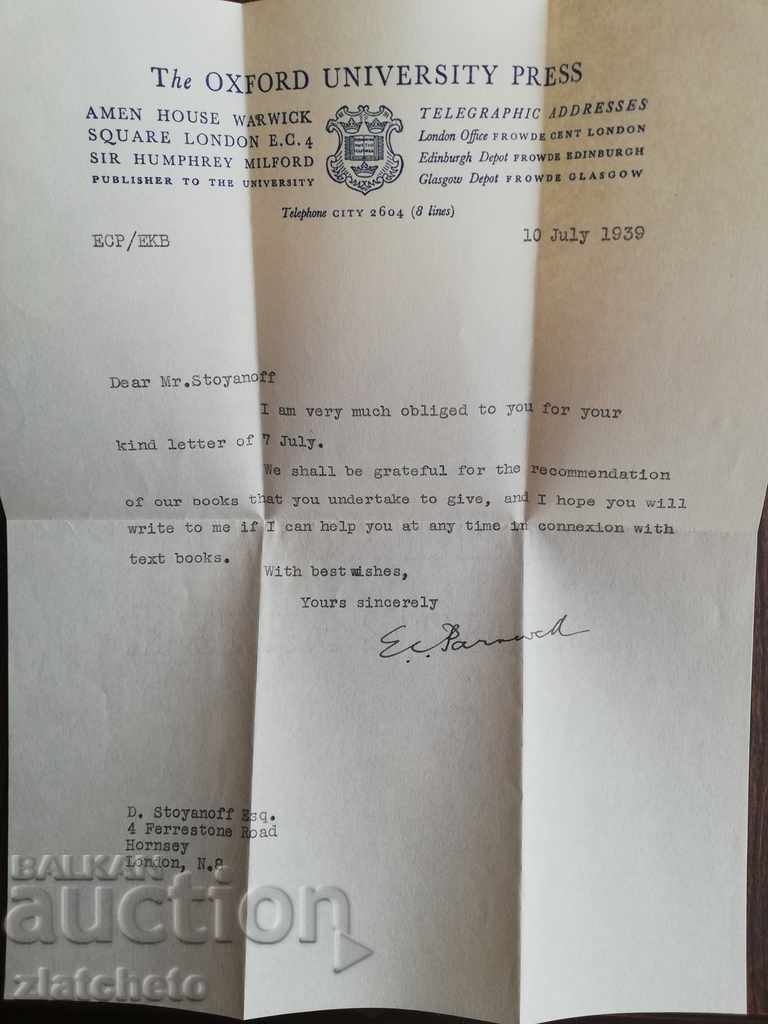 The OXFORD UNIVERSITY PRESS
AMEN HOUSE WARWICK
SQUARE LONDON E.C.4
SIR HUMPHREY MILFORD
PUBLISHER TO THE UNIVERSITY
TELEGRAPHIC ADDRESSES
London Office FROWDE CENT LONDON
Edinburgh Depot FROWDE EDINBURGH
Glasgow Depot FROWDE GLASGOW
Telephone CITY 2604 (8 lines)
ECP/EKB
10 July 1939
Dear Mr.Stoyanoff
I am very much obliged to you for your
kind letter of 7 July.
We shall be grateful for the recommendation
of our books that you undertake to give, and I hope you will
write to me if I can help you at any time in connexion with
text books.
With best wishes,
Yours sincerely
E.C.Parnwell
D. Stoyanoff Esq.
4 Ferrestone Road
Hornsey
London, N.8
BALKAN
auction
zlatcheto